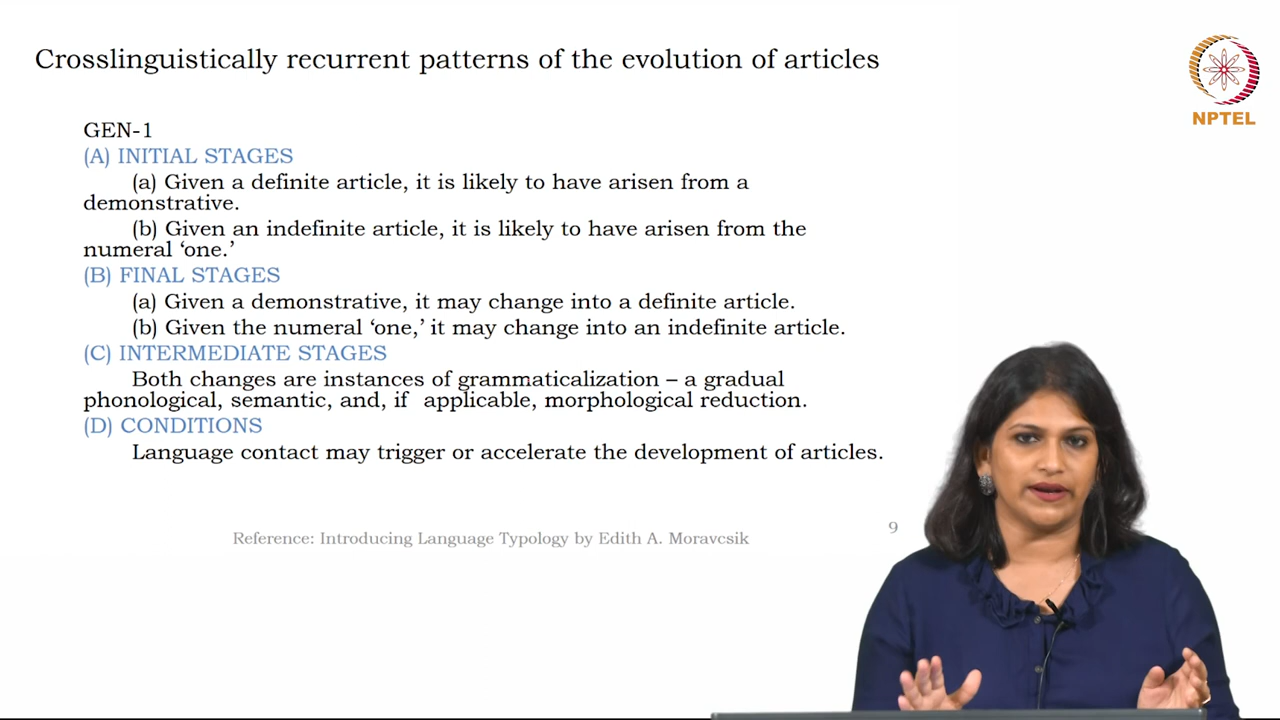 Crosslinguistically recurrent patterns of the evolution of articles
NPTEL
GEN-1
(A) INITIAL STAGES
(a) Given a definite article, it is likely to have arisen from a
demonstrative.
(b) Given an indefinite article, it is likely to have arisen from the
numeral ‘one.’
(B) FINAL STAGES
(a) Given a demonstrative, it may change into a definite article.
(b) Given the numeral ‘one,’ it may change into an indefinite article.
(C) INTERMEDIATE STAGES
Both changes are instances of grammaticalization – a gradual
phonological, semantic, and, if applicable, morphological reduction.
(D) CONDITIONS
Language contact may trigger or accelerate the development of articles.
Reference: Introducing Language Typology by Edith A. Moravcsik
9